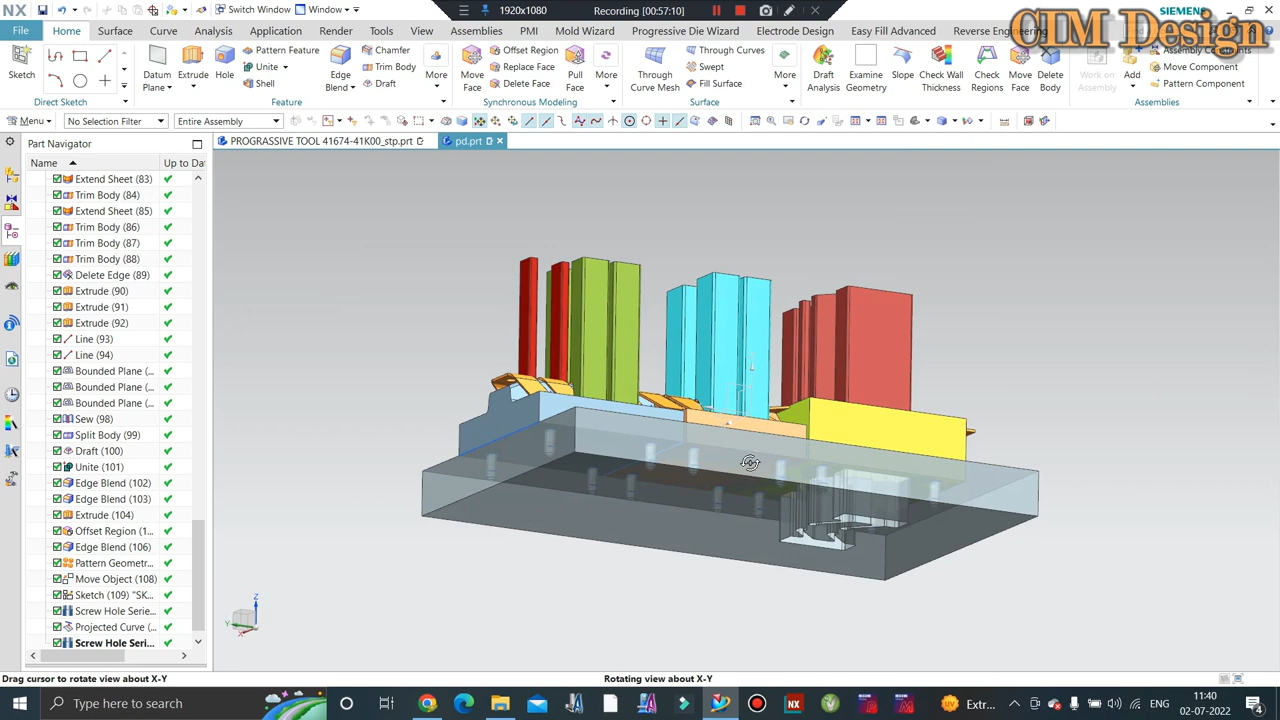 NX
Switch Window
Window
1920x1080
Recording [00:57:10]
SIEMENS
CIM Design
File
Home
Surface
Curve
Analysis
Application
Render
Tools
View
Assemblies
PMI
Mold Wizard
Progressive Die Wizard
Electrode Design
Easy Fill Advanced
Reverse Engineering
Sketch
Datum Plane
Extrude
Hole
Pattern Feature
Unite
Shell
Edge Blend
Chamfer
Trim Body
Draft
More
Move Face
Offset Region
Replace Face
Delete Face
Pull Face
More
Through Curve Mesh
Through Curves
Swept
Fill Surface
More
Draft Analysis
Examine Geometry
Slope
Check Wall Thickness
Check Regions
Move Face
Delete Body
Work on Assembly
Add
Assembly Constraints
Move Component
Pattern Component
Direct Sketch
Feature
Synchronous Modeling
Surface
Assemblies
Menu
No Selection Filter
Entire Assembly
Part Navigator
PROGRASSIVE TOOL 41674-41K00_stp.prt
pd.prt
Name
Up to Da
Extend Sheet (83)
Trim Body (84)
Extend Sheet (85)
Trim Body (86)
Trim Body (87)
Trim Body (88)
Delete Edge (89)
Extrude (90)
Extrude (91)
Extrude (92)
Line (93)
Line (94)
Bounded Plane (...
Bounded Plane (...
Bounded Plane (...
Sew (98)
Split Body (99)
Draft (100)
Unite (101)
Edge Blend (102)
Edge Blend (103)
Extrude (104)
Offset Region (1...
Edge Blend (106)
Pattern Geometr...
Move Object (108)
Sketch (109) "SK...
Screw Hole Serie...
Projected Curve (...
Screw Hole Seri...
Z
Y
X
Drag cursor to rotate view about X-Y
Rotating view about X-Y
Type here to search
Extr...
ENG
11:40
02-07-2022